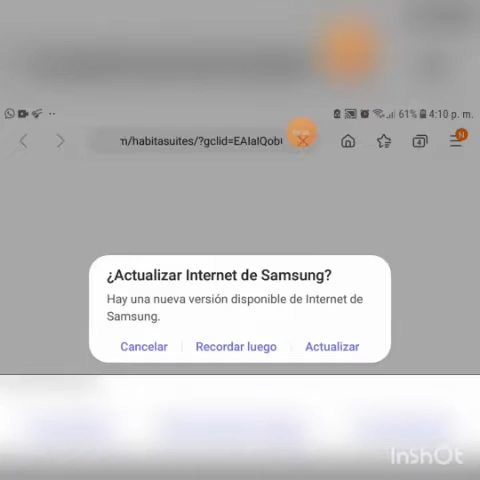 61% 4:10 p. m.
m/habitasuites/?gclid=EAIaIQob
4
N
¿Actualizar Internet de Samsung?
Hay una nueva versión disponible de Internet de
Samsung.
Cancelar Recordar luego Actualizar
InShOt